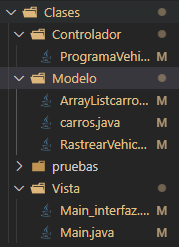 Clases
Controlador
ProgramaVehi... M
Modelo
ArrayListcarro... M
carros.java M
RastrearVehic... M
pruebas
Vista
Main_interfaz.... M
Main.java M